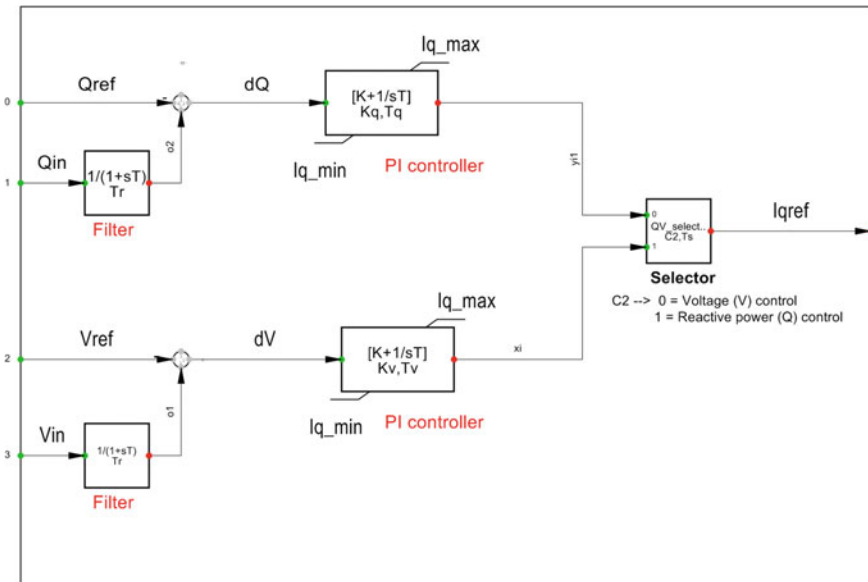 Iq_max
Qref
dQ
0
-
[K+1/sT]
Kq,Tq
o2
Iq_min
PI controller
Qin
1
1/(1+sT)
Tr
yi1
Filter
0
QV_select..
C2,Ts
1
Iqref
Selector
C2 --> 0 = Voltage (V) control
1 = Reactive power (Q) control
Iq_max
Vref
dV
2
-
[K+1/sT]
Kv,Tv
xi
o1
Iq_min
PI controller
Vin
3
1/(1+sT)
Tr
Filter